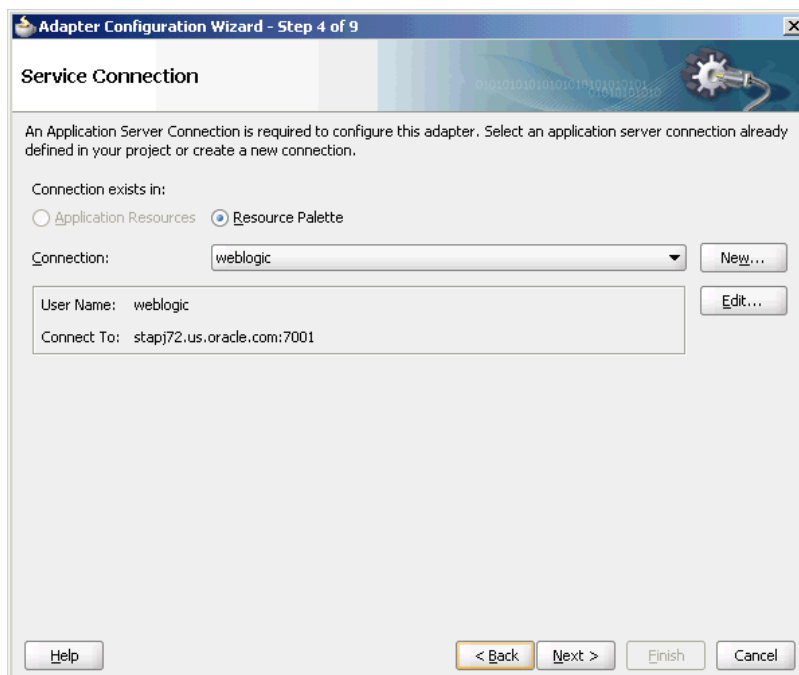 Adapter Configuration Wizard - Step 4 of 9
Service Connection
An Application Server Connection is required to configure this adapter. Select an application server connection already
defined in your project or create a new connection.
Connection exists in:
Application Resources Resource Palette
Connection: weblogic New...
User Name: weblogic Edit...
Connect To: stapj72.us.oracle.com:7001
Help < Back Next > Finish Cancel